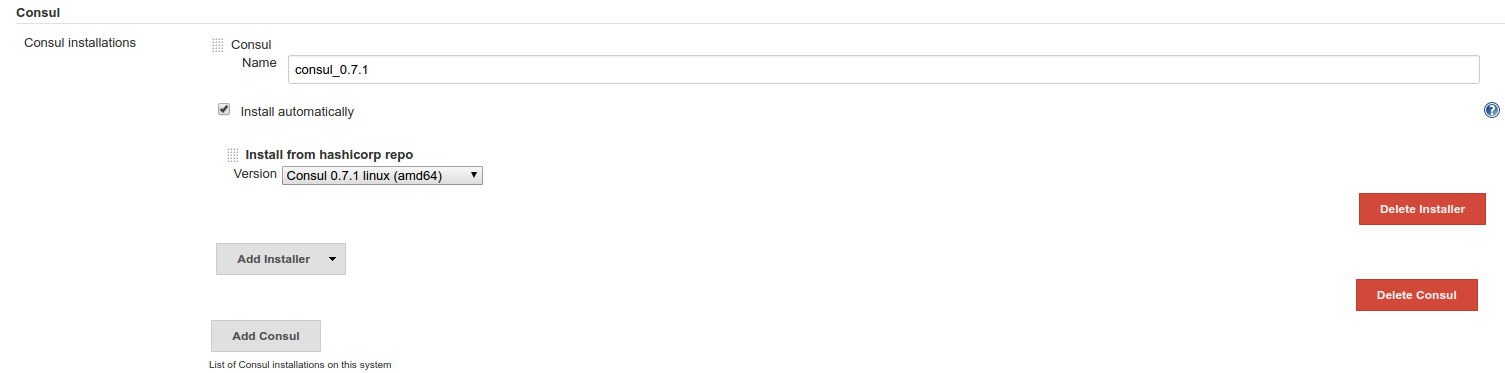 Consul
Consul installations
Consul
Name
consul_0.7.1
Install automatically
?
Install from hashicorp repo
Version
Consul 0.7.1 linux (amd64)
Delete Installer
Add Installer
Delete Consul
Add Consul
List of Consul installations on this system